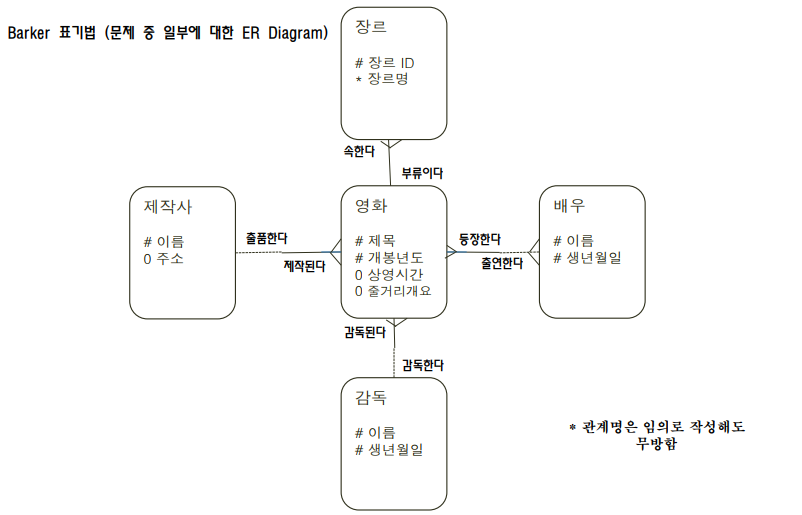 Barker 표기법 (문제 중 일부에 대한 ER Diagram)
장르
# 장르 ID
* 장르명
속한다
부류이다
제작사
# 이름
O 주소
출품한다
제작된다
영화
# 제목
# 개봉년도
O 상영시간
O 줄거리개요
등장한다
출연한다
배우
# 이름
# 생년월일
감독된다
감독한다
감독
# 이름
# 생년월일
* 관계명은 임의로 작성해도
무방함